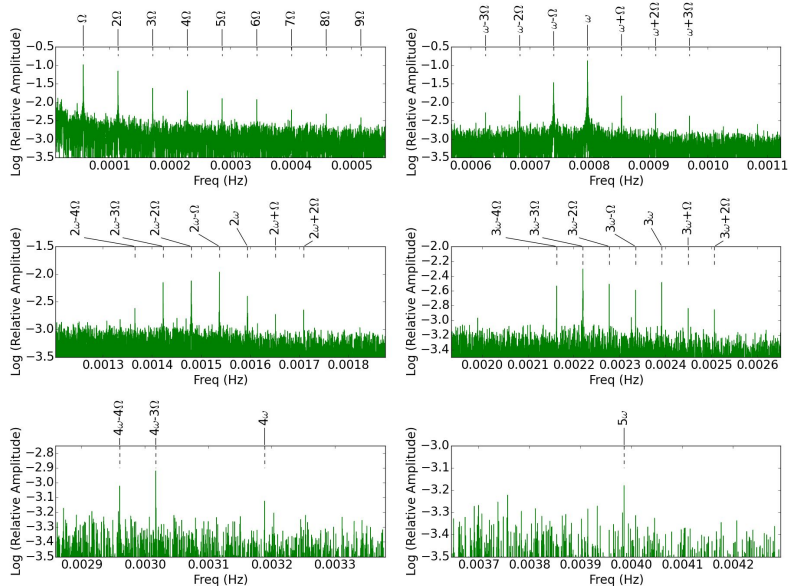 Ω 2Ω 3Ω 4Ω 5Ω 6Ω 7Ω 8Ω 9Ω
−0.5
−1.0
−1.5
−2.0
−2.5
−3.0
−3.5
Log (Relative Amplitude)
0.0001 0.0002 0.0003 0.0004 0.0005
Freq (Hz)
ω-3Ω ω-2Ω ω-Ω ω ω+Ω ω+2Ω ω+3Ω
−0.5
−1.0
−1.5
−2.0
−2.5
−3.0
−3.5
Log (Relative Amplitude)
0.0006 0.0007 0.0008 0.0009 0.0010 0.0011
Freq (Hz)
2ω-4Ω 2ω-3Ω 2ω-2Ω 2ω-Ω 2ω 2ω+Ω 2ω+2Ω
−1.5
−2.0
−2.5
−3.0
−3.5
Log (Relative Amplitude)
0.0013 0.0014 0.0015 0.0016 0.0017 0.0018
Freq (Hz)
3ω-4Ω 3ω-3Ω 3ω-2Ω 3ω-Ω 3ω 3ω+Ω 3ω+2Ω
−2.0
−2.2
−2.4
−2.6
−2.8
−3.0
−3.2
−3.4
Log (Relative Amplitude)
0.0020 0.0021 0.0022 0.0023 0.0024 0.0025 0.0026
Freq (Hz)
4ω-4Ω 4ω-3Ω 4ω
−2.8
−2.9
−3.0
−3.1
−3.2
−3.3
−3.4
−3.5
Log (Relative Amplitude)
0.0029 0.0030 0.0031 0.0032 0.0033
Freq (Hz)
5ω
−3.0
−3.1
−3.2
−3.3
−3.4
−3.5
Log (Relative Amplitude)
0.0037 0.0038 0.0039 0.0040 0.0041 0.0042
Freq (Hz)